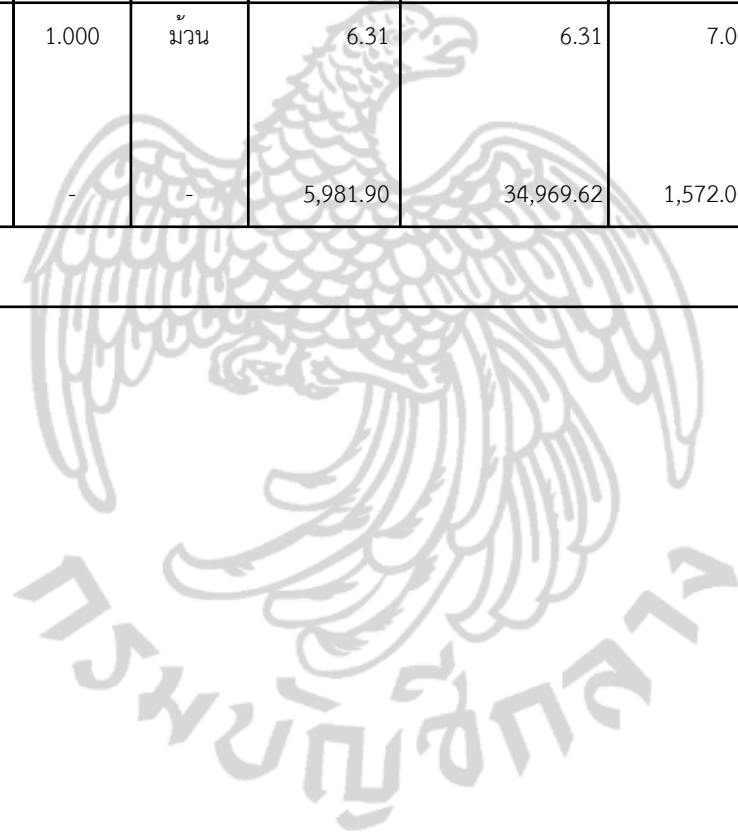 1.000 ม้วน 6.31 6.31 7.0
- - 5,981.90 34,969.62 1,572.0
กรมบัญชีกลาง